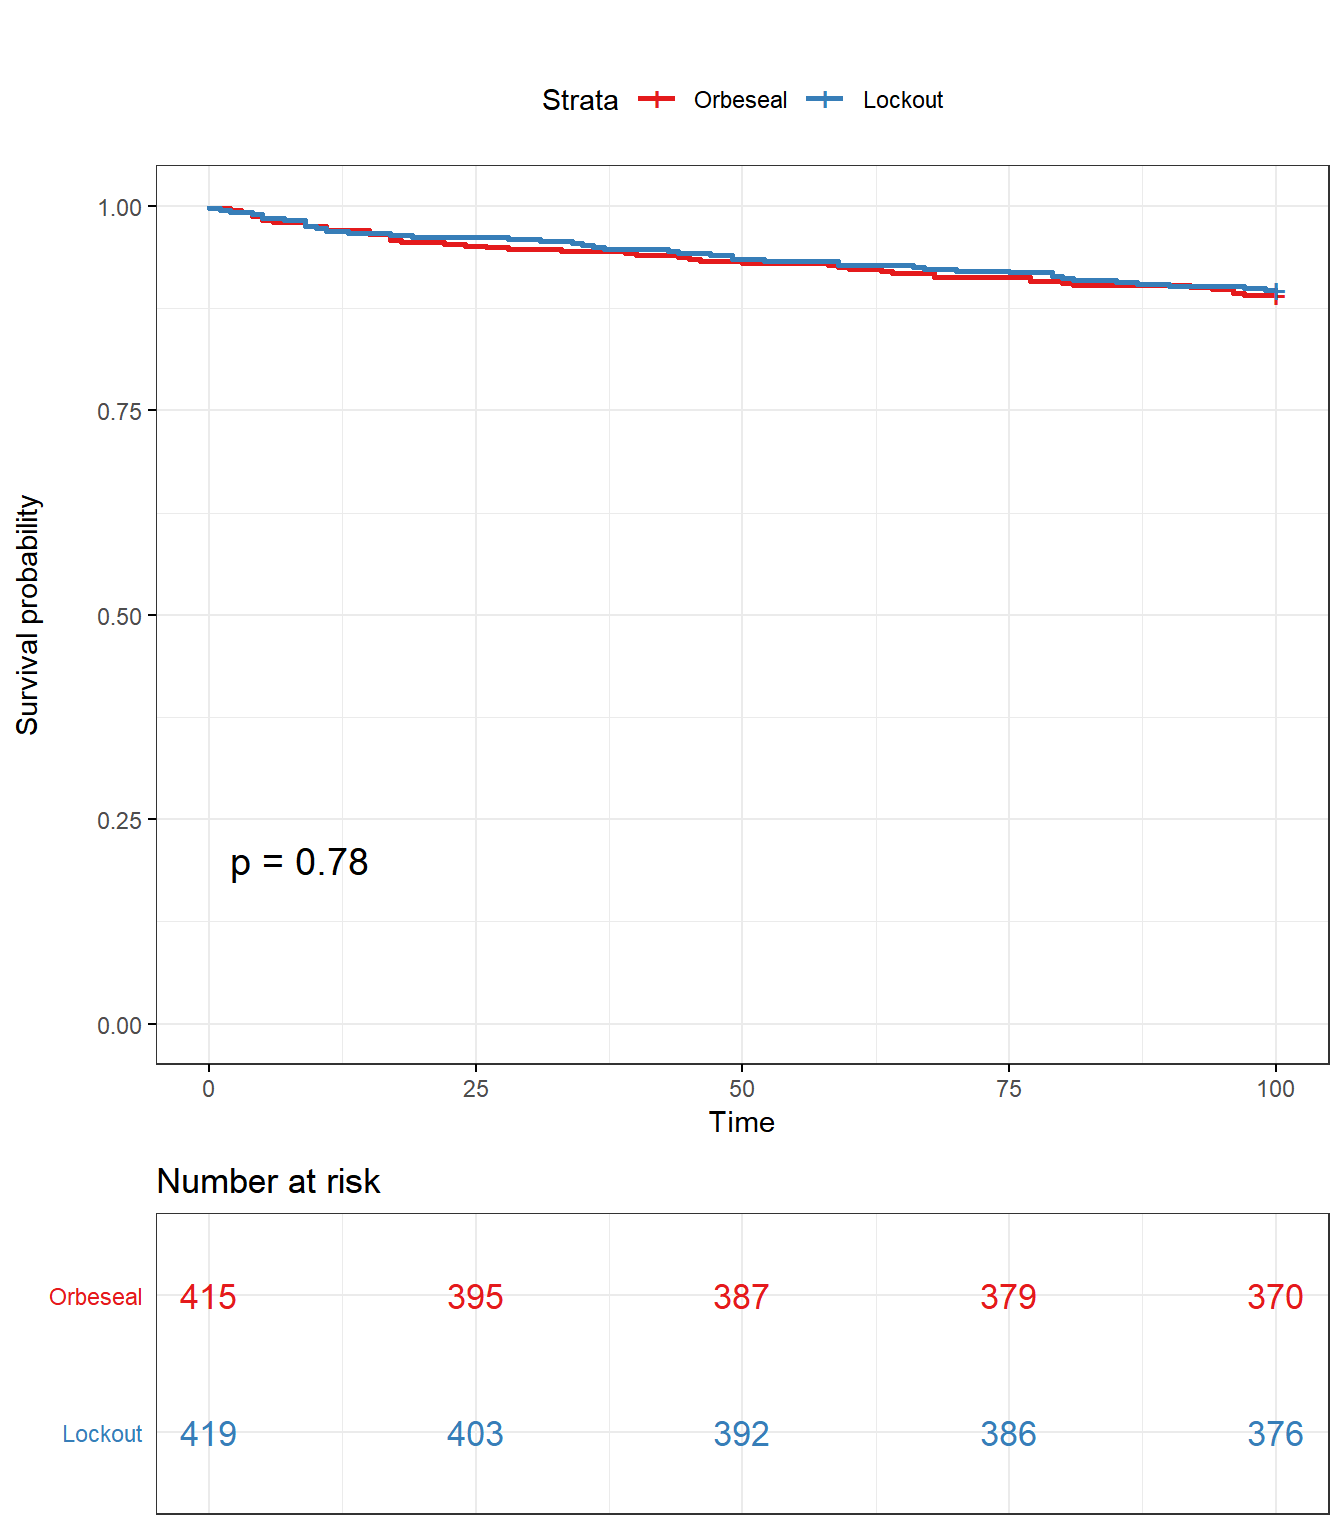 Strata Orbeseal Lockout
1.00
0.75
0.50
0.25
0.00
Survival probability
p = 0.78
0 25 50 75 100
Time
Number at risk
Orbeseal 415 395 387 379 370
Lockout 419 403 392 386 376